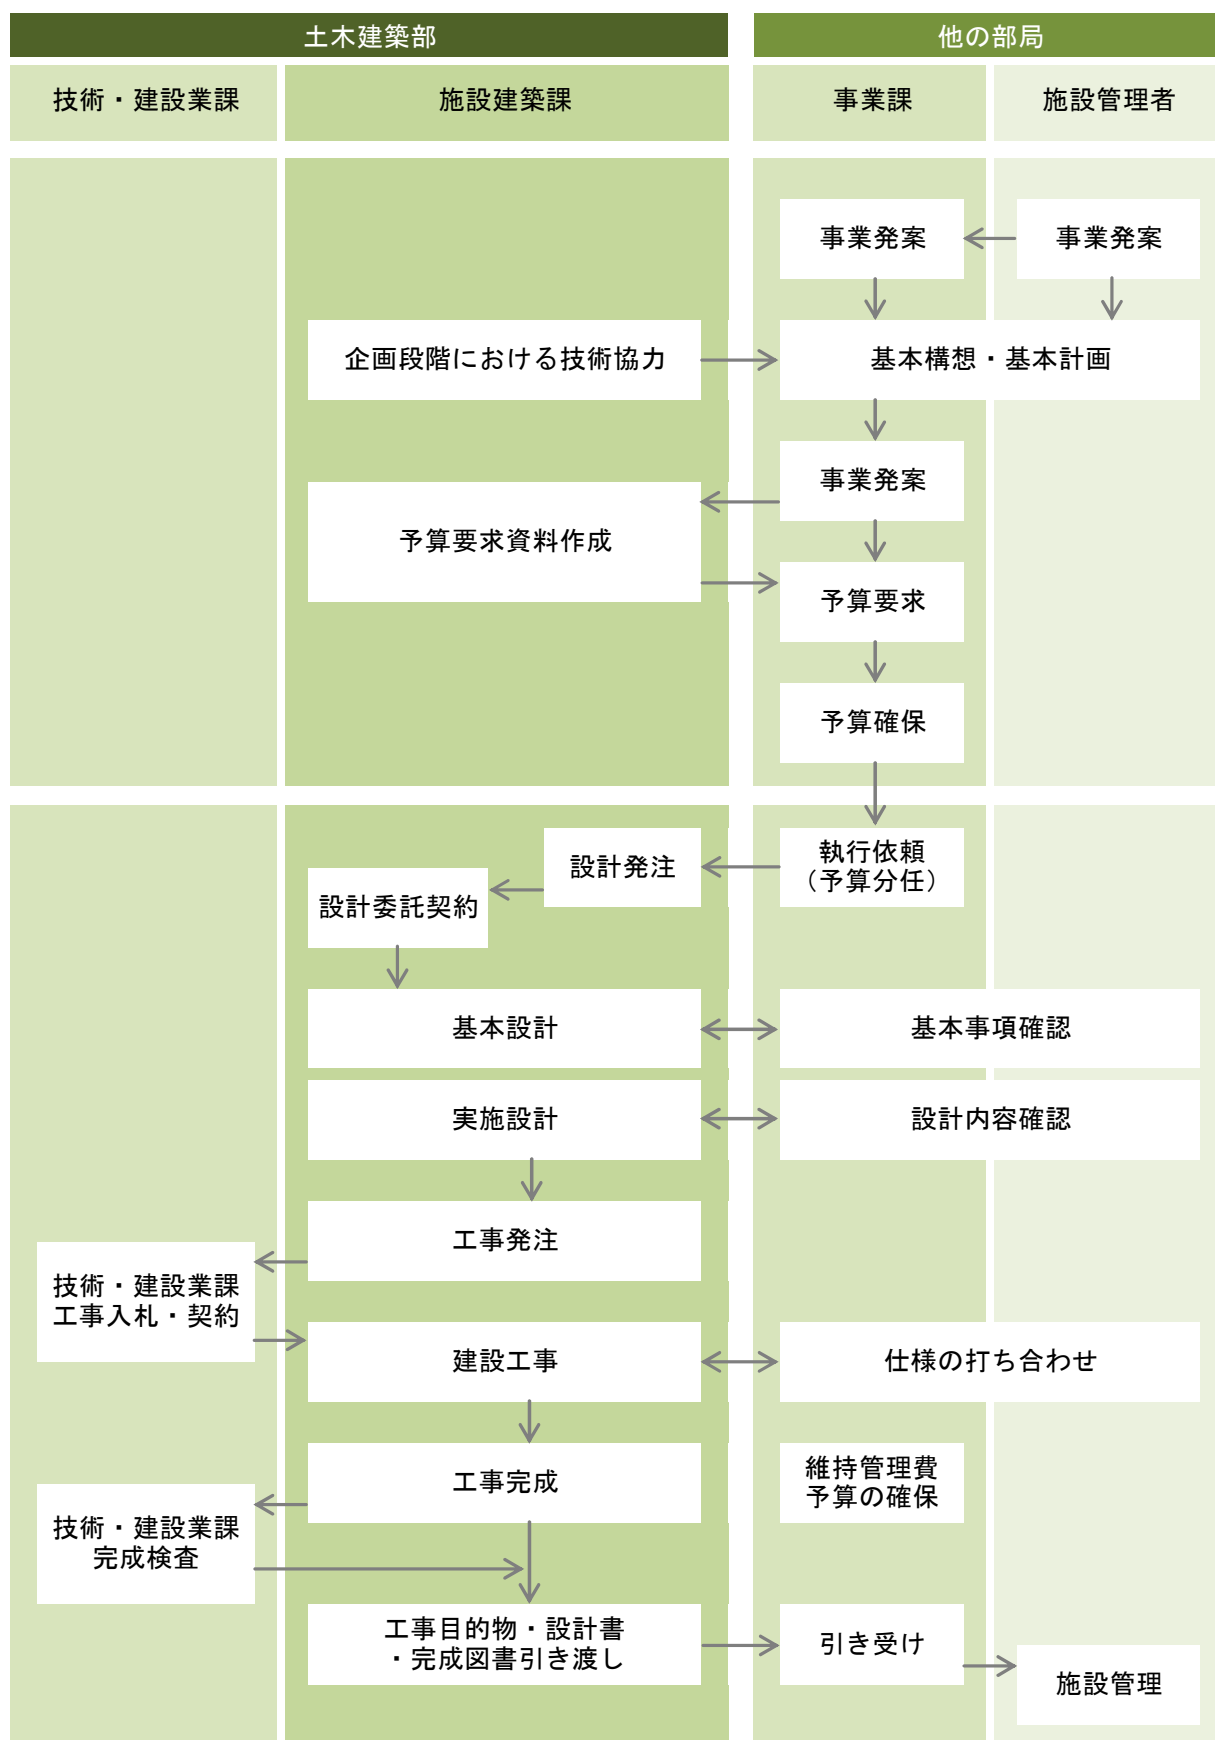 土木建築部
他の部局
技術・建設業課
施設建築課
事業課
施設管理者
事業発案
事業発案
企画段階における技術協力
基本構想・基本計画
事業発案
予算要求資料作成
予算要求
予算確保
設計発注
執行依頼
（予算分任）
設計委託契約
基本設計
基本事項確認
実施設計
設計内容確認
工事発注
技術・建設業課
工事入札・契約
建設工事
仕様の打ち合わせ
工事完成
維持管理費
予算の確保
技術・建設業課
完成検査
工事目的物・設計書
・完成図書引き渡し
引き受け
施設管理